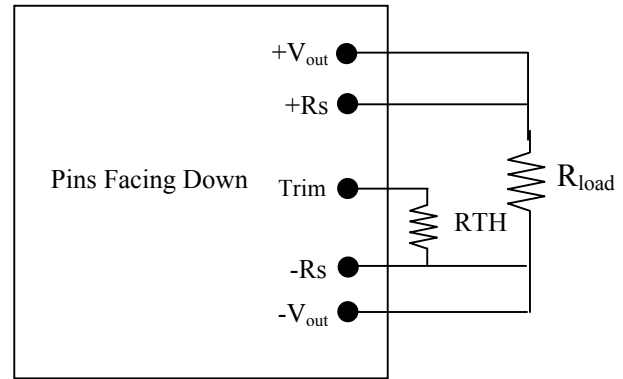 +Vout
+Rs
Pins Facing Down
Trim
Rload
RTH
-Rs
-Vout